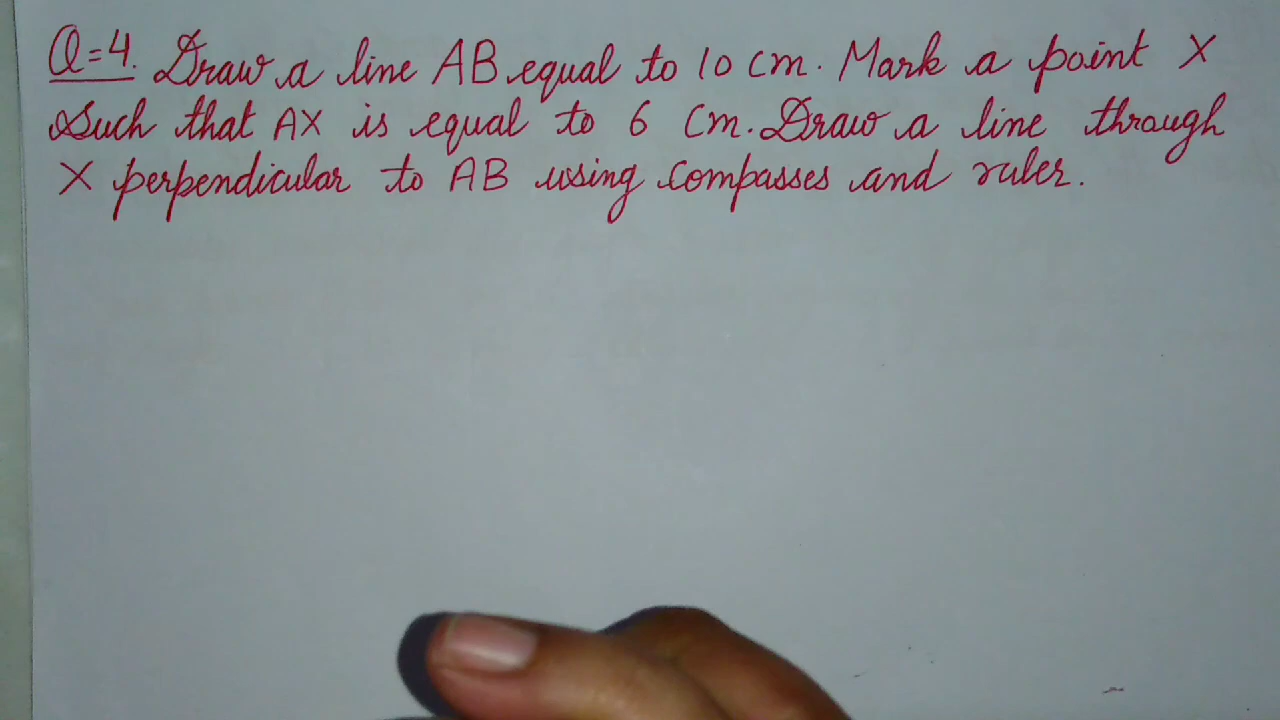 Q=4. Draw a line AB equal to 10 cm. Mark a point X
Such that AX is equal to 6 cm. Draw a line through
X perpendicular to AB using compasses and ruler.